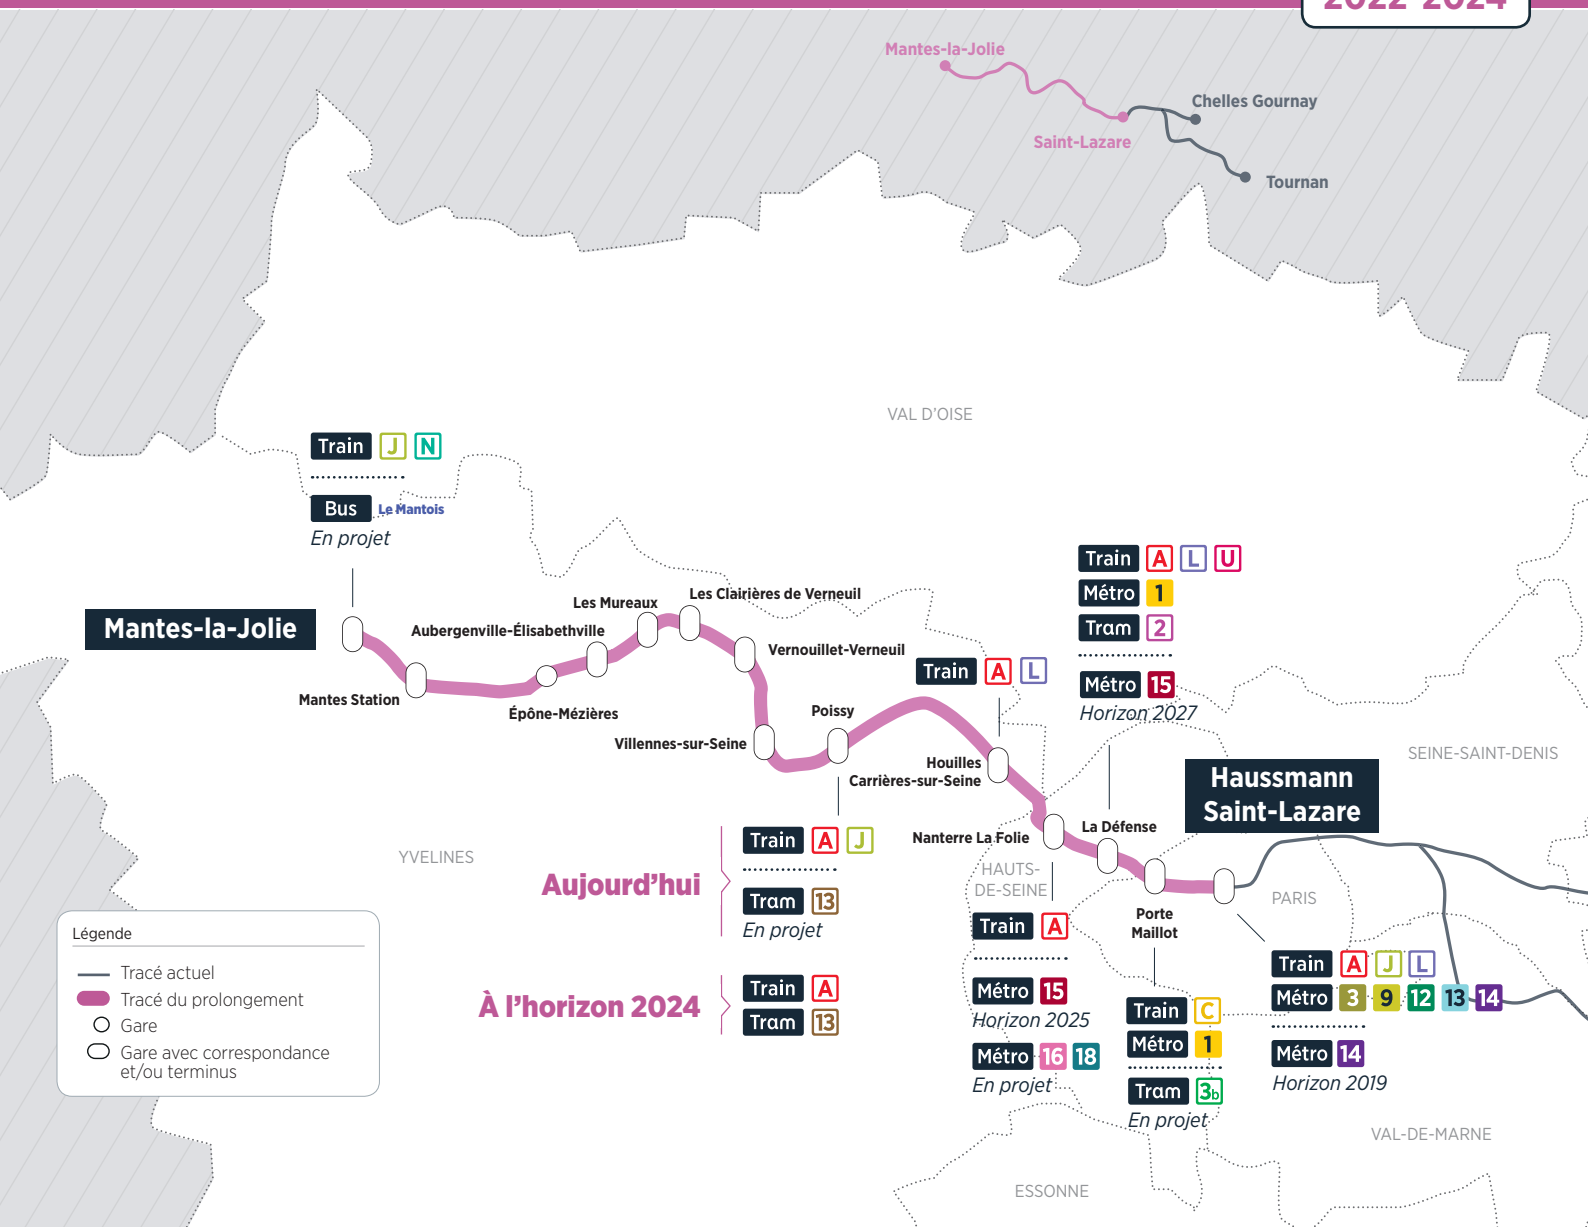 2022-2024
Mantes-la-Jolie
Chelles Gournay
Saint-Lazare
Tournan
VAL D'OISE
Train J N
Bus Le Mantois
En projet
Mantes-la-Jolie
Mantes Station
Aubergenville-Élisabethville
Épône-Mézières
Les Mureaux
Les Clairières de Verneuil
Vernouillet-Verneuil
Villennes-sur-Seine
Poissy
Train A L
Houilles
Carrières-sur-Seine
Train A L U
Métro 1
Tram 2
Métro 15
Horizon 2027
SEINE-SAINT-DENIS
Haussmann
Saint-Lazare
Nanterre La Folie
La Défense
HAUTS-
DE-SEINE
PARIS
Porte
Maillot
YVELINES
Aujourd'hui
Train A J
Tram 13
En projet
À l'horizon 2024
Train A
Tram 13
Train A
Métro 15
Horizon 2025
Métro 16 18
En projet
Train C
Métro 1
Tram 3b
En projet
Train A J L
Métro 3 9 12 13 14
Métro 14
Horizon 2019
VAL-DE-MARNE
ESSONNE
Légende
Tracé actuel
Tracé du prolongement
Gare
Gare avec correspondance
et/ou terminus